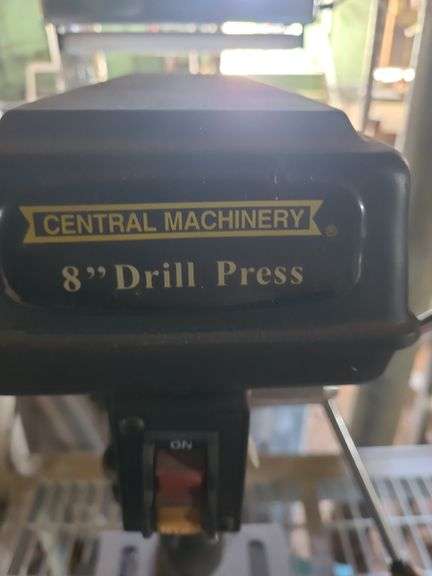 CENTRAL MACHINERY ®
8” Drill Press
ON